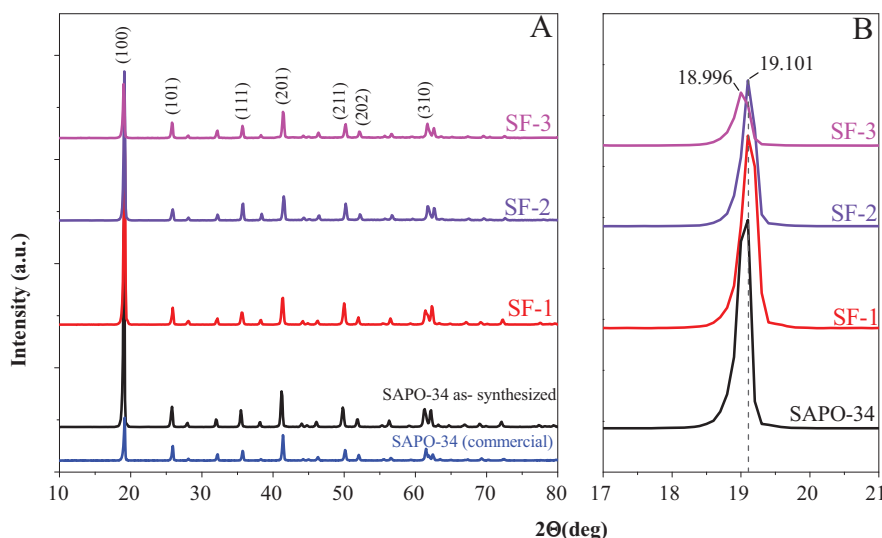 A
B
(100)
(101)
(111)
(201)
(211)
(202)
(310)
SF-3
SF-2
SF-1
SAPO-34 as- synthesized
SAPO-34 (commercial)
18.996
19.101
SF-3
SF-2
SF-1
SAPO-34
Intensity (a.u.)
10 20 30 40 50 60 70 80
17 18 19 20 21
2Θ(deg)